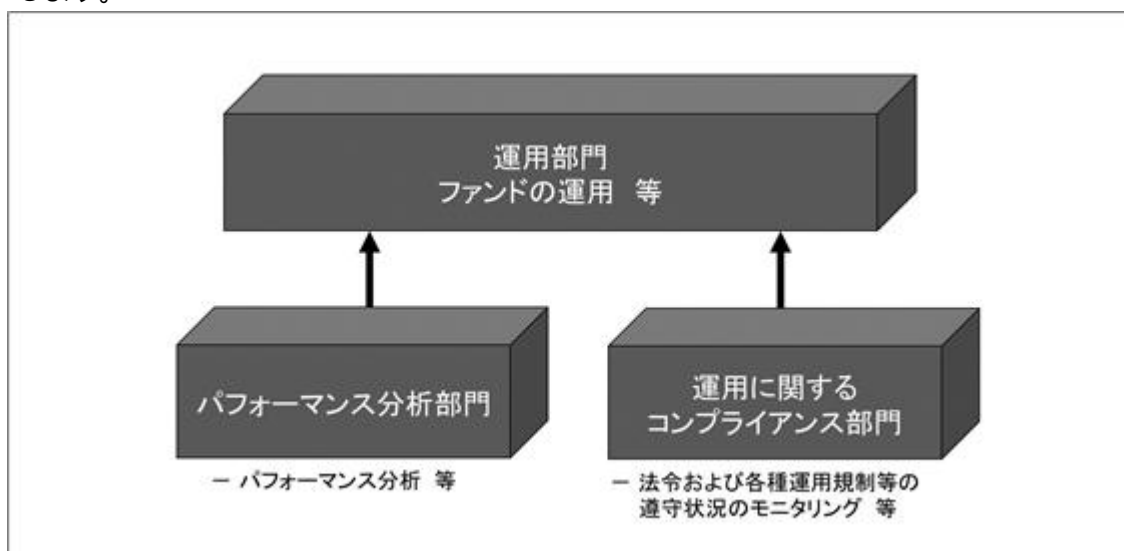 運用部門
ファンドの運用 等
パフォーマンス分析部門
－ パフォーマンス分析 等
運用に関する
コンプライアンス部門
－ 法令および各種運用規制等の
遵守状況のモニタリング 等